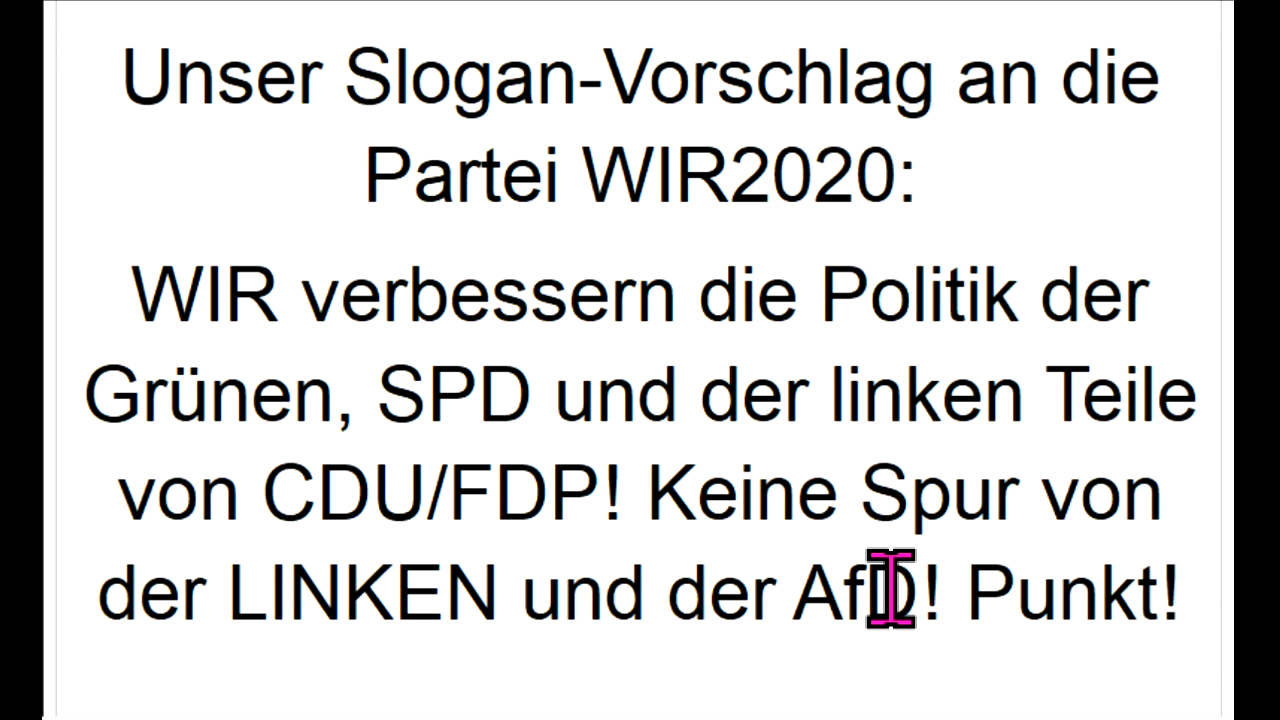 Unser Slogan-Vorschlag an die
Partei WIR2020:
WIR verbessern die Politik der
Grünen, SPD und der linken Teile
von CDU/FDP! Keine Spur von
der LINKEN und der AfD! Punkt!